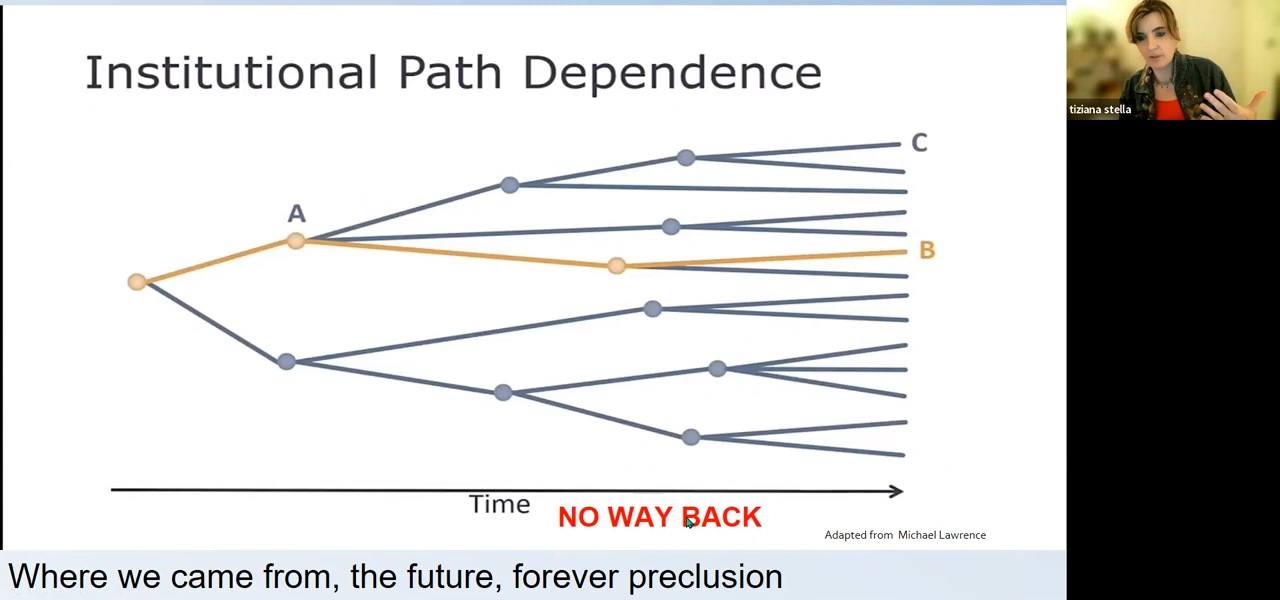 Institutional Path Dependence
tiziana stella
C
A
B
Time
NO WAY BACK
Adapted from Michael Lawrence
Where we came from, the future, forever preclusion